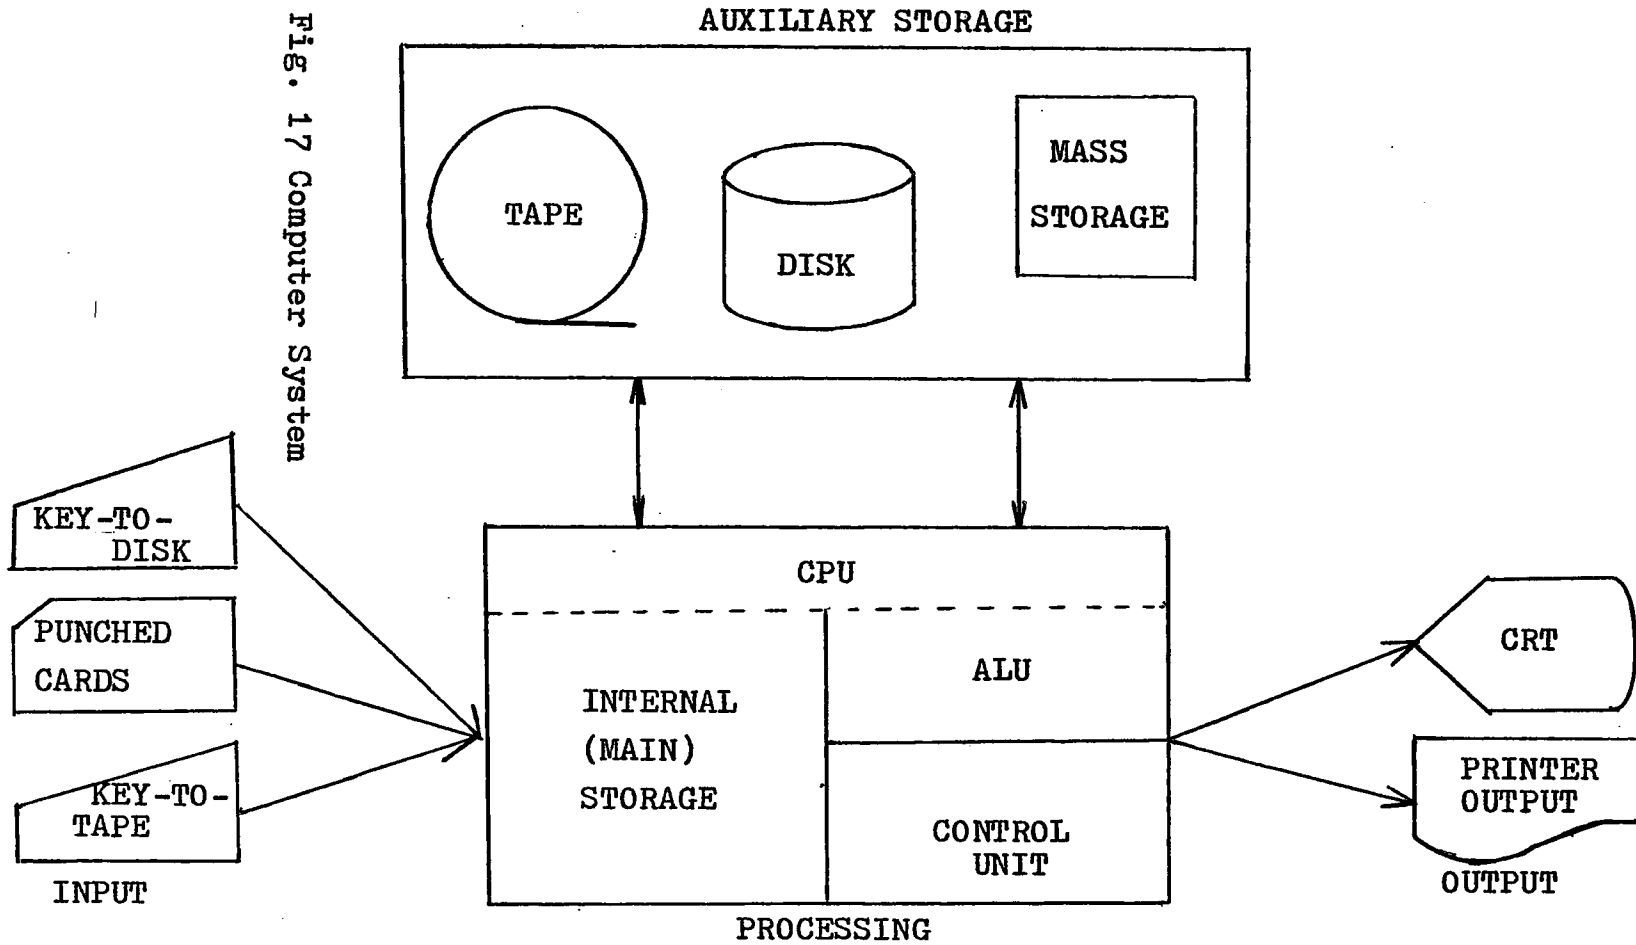 AUXILIARY STORAGE
Fig. 17 Computer System
TAPE
DISK
MASS
STORAGE
KEY-TO-
DISK
PUNCHED
CARDS
KEY-TO-
TAPE
INPUT
CPU
INTERNAL
(MAIN)
STORAGE
ALU
CONTROL
UNIT
PROCESSING
CRT
PRINTER
OUTPUT
OUTPUT